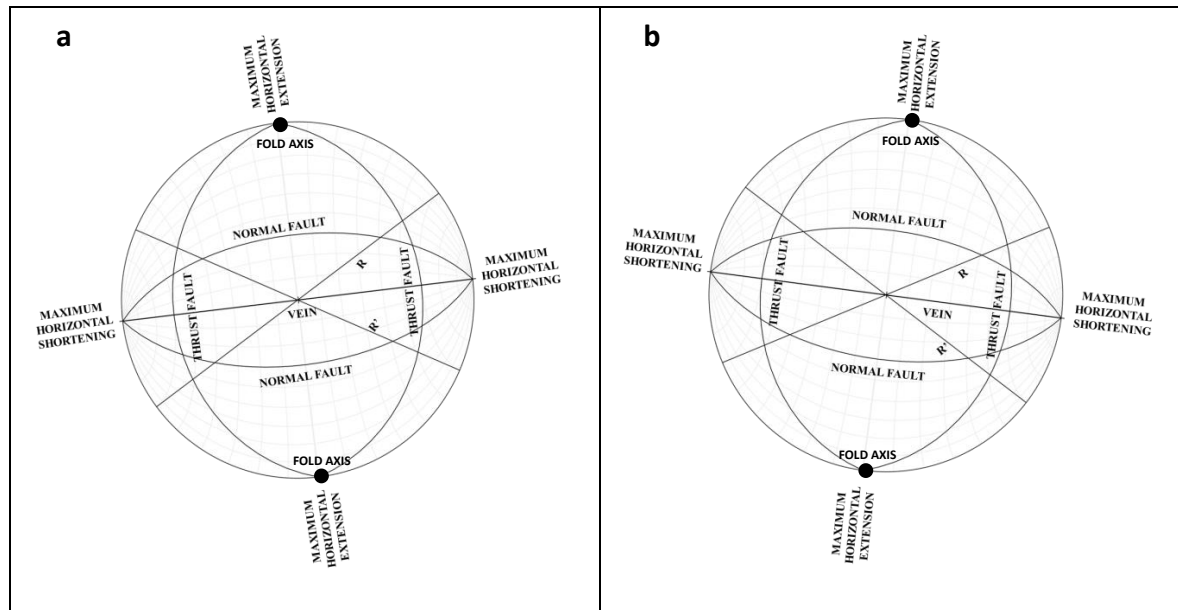 a
MAXIMUM
HORIZONTAL
EXTENSION
FOLD AXIS
NORMAL FAULT
R
THRUST FAULT
MAXIMUM
HORIZONTAL
SHORTENING
MAXIMUM
HORIZONTAL
SHORTENING
THRUST FAULT
VEIN
R'
NORMAL FAULT
FOLD AXIS
MAXIMUM
HORIZONTAL
EXTENSION
b
MAXIMUM
HORIZONTAL
EXTENSION
FOLD AXIS
NORMAL FAULT
MAXIMUM
HORIZONTAL
SHORTENING
THRUST FAULT
R
VEIN
THRUST FAULT
MAXIMUM
HORIZONTAL
SHORTENING
R'
NORMAL FAULT
FOLD AXIS
MAXIMUM
HORIZONTAL
EXTENSION